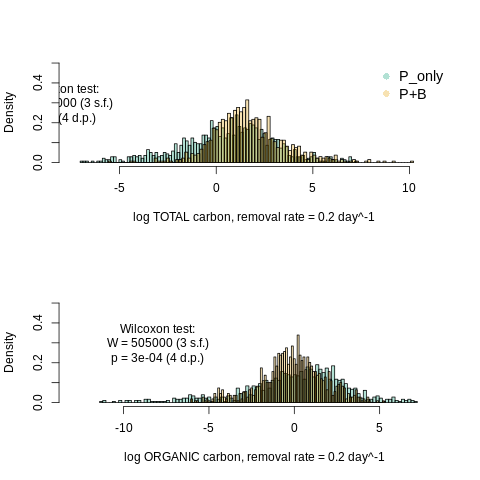 on test:
P_only
P+B
000 (3 s.f.)
(4 d.p.)
Density
0.0 0.2 0.4
-5 0 5 10
log TOTAL carbon, removal rate = 0.2 day^-1
Wilcoxon test:
W = 505000 (3 s.f.)
p = 3e-04 (4 d.p.)
Density
0.0 0.2 0.4
-10 -5 0 5
log ORGANIC carbon, removal rate = 0.2 day^-1